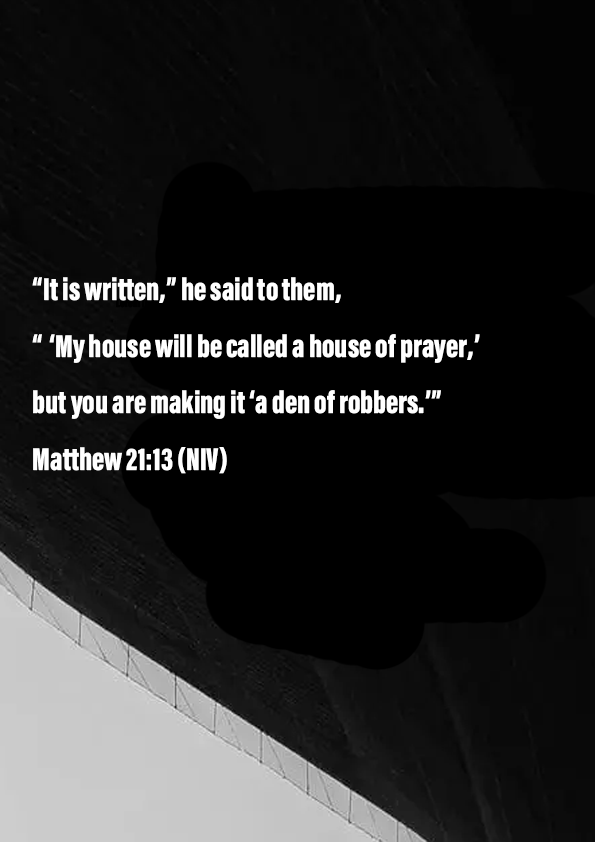 “It is written,” he said to them,
“ ‘My house will be called a house of prayer,’
but you are making it ‘a den of robbers.’”
Matthew 21:13 (NIV)